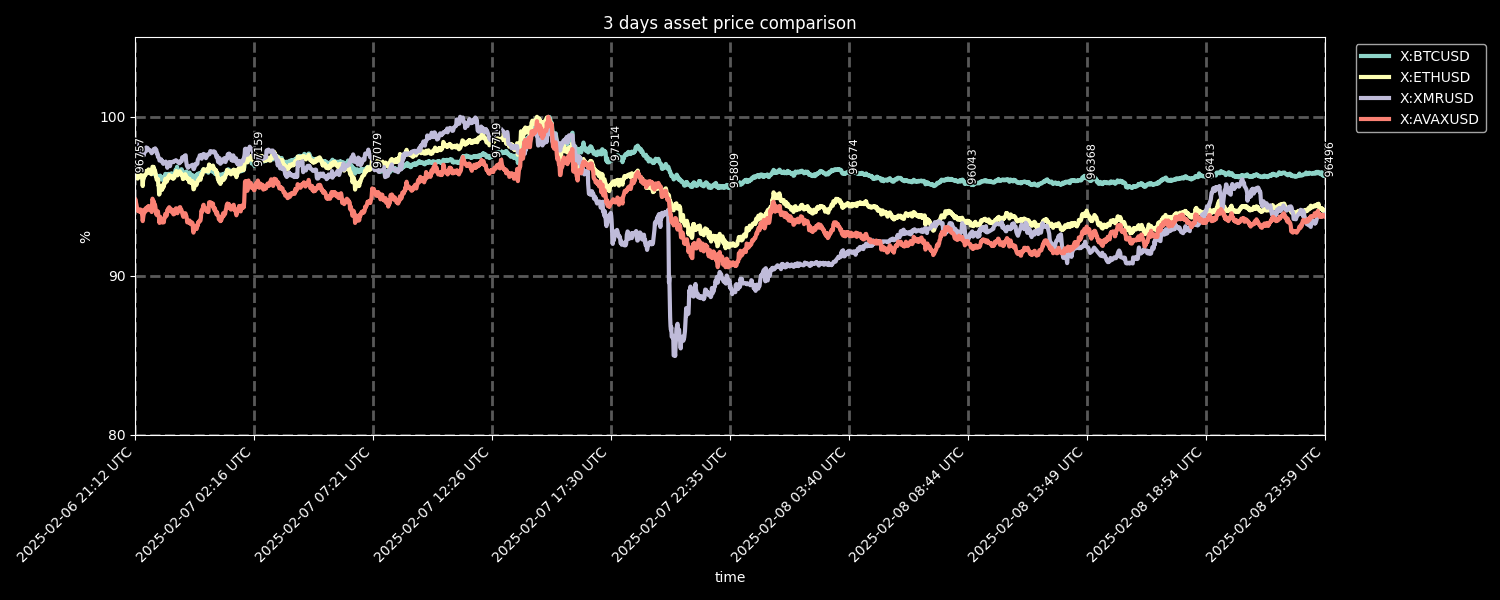 3 days asset price comparison
X:BTCUSD
X:ETHUSD
X:XMRUSD
X:AVAXUSD
100
90
80
%
96757
97159
97079
97719
97514
95809
96674
96043
96368
96413
96496
2025-02-06 21:12 UTC
2025-02-07 02:16 UTC
2025-02-07 07:21 UTC
2025-02-07 12:26 UTC
2025-02-07 17:30 UTC
2025-02-07 22:35 UTC
2025-02-08 03:40 UTC
2025-02-08 08:44 UTC
2025-02-08 13:49 UTC
2025-02-08 18:54 UTC
2025-02-08 23:59 UTC
time